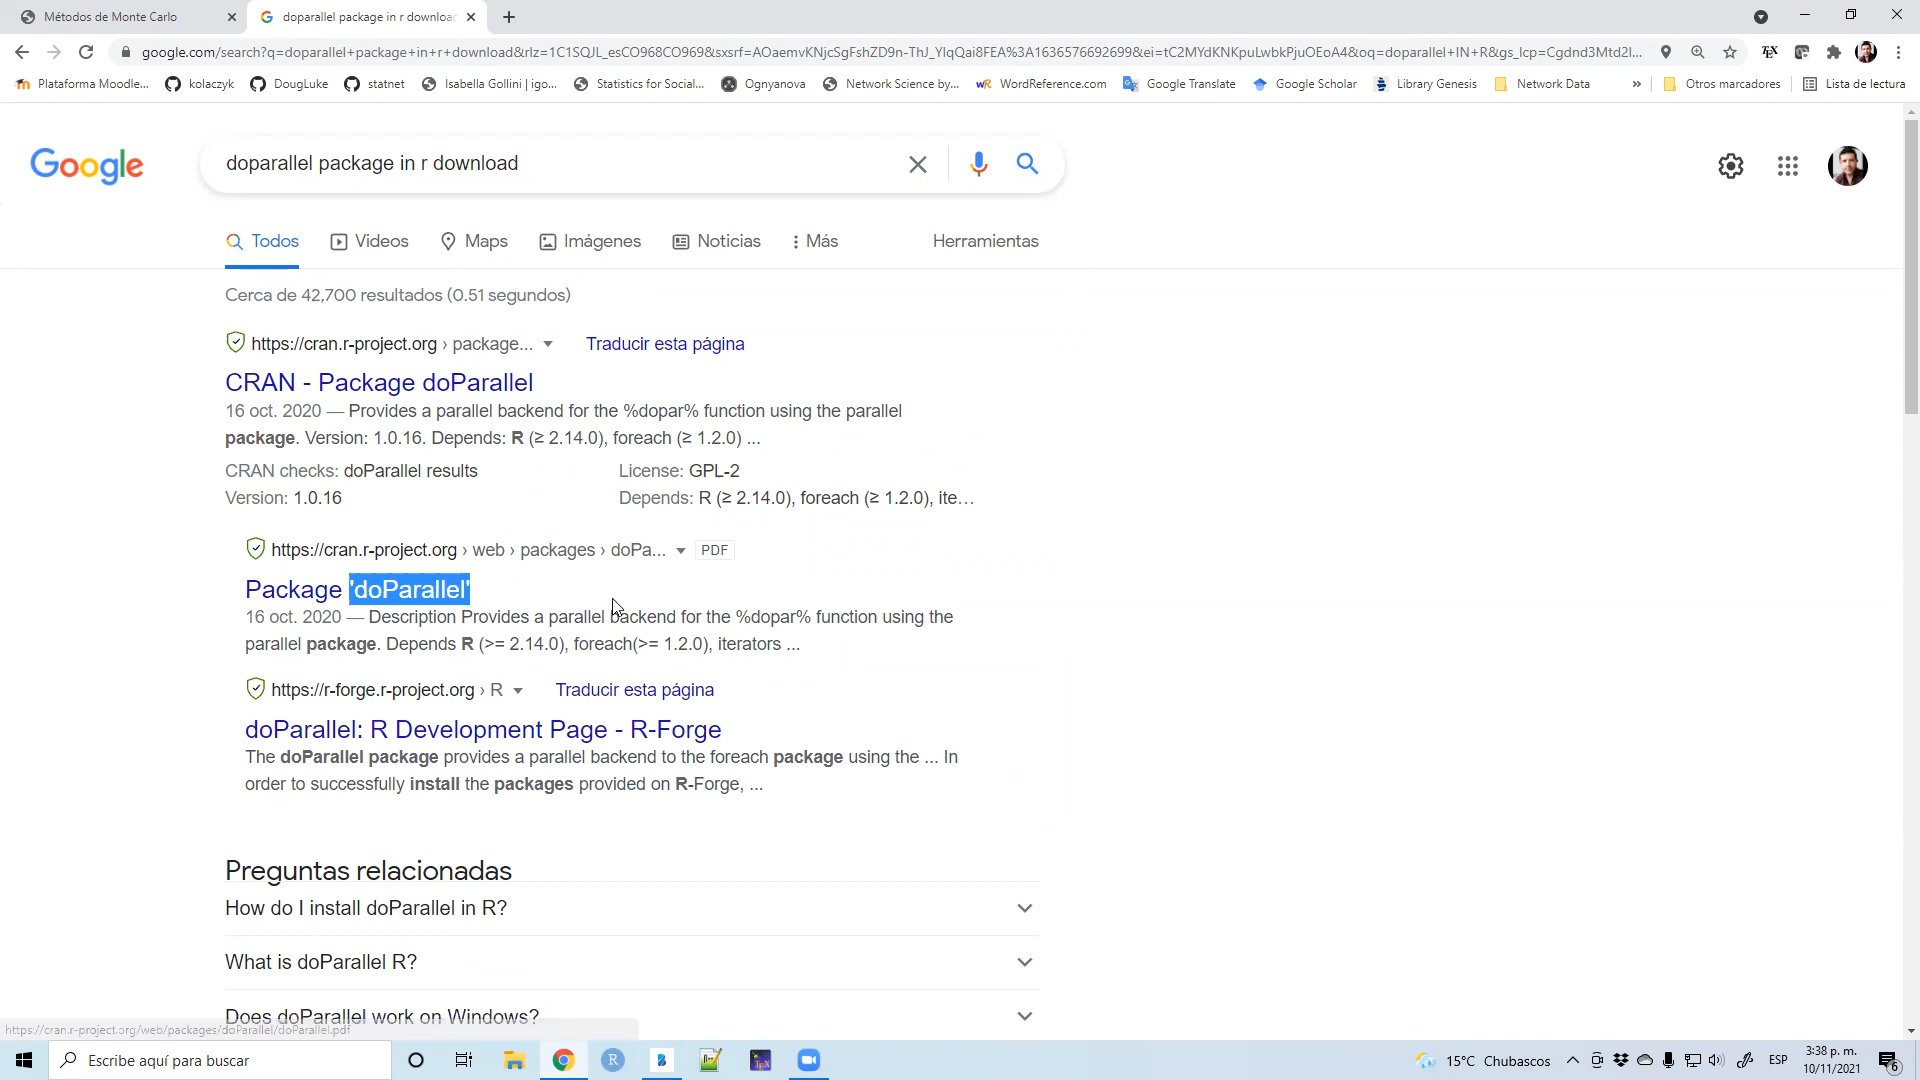 Métodos de Monte Carlo
doparallel package in r download
google.com/search?q=doparallel+package+in+r+download&rlz=1C1SQJL_esCO968CO969&sxsrf=AOaemvKNjcSgFshZD9n-ThJ_YlqQai8FEA%3A1636576692699&ei=tC2MYdKNKpuLwbkPjuOEoA4&oq=doparallel+IN+R&gs_lcp=Cgdnd3Mtd2l...
Plataforma Moodle... kolaczyk DougLuke statnet Isabella Gollini | igo... Statistics for Social... Ognyanova Network Science by... WordReference.com Google Translate Google Scholar Library Genesis Network Data » Otros marcadores Lista de lectura
Google
doparallel package in r download
Todos Videos Maps Imágenes Noticias Más Herramientas
Cerca de 42,700 resultados (0.51 segundos)
https://cran.r-project.org › package... Traducir esta página
CRAN - Package doParallel
16 oct. 2020 — Provides a parallel backend for the %dopar% function using the parallel
package. Version: 1.0.16. Depends: R (≥ 2.14.0), foreach (≥ 1.2.0) ...
CRAN checks: doParallel results License: GPL-2
Version: 1.0.16 Depends: R (≥ 2.14.0), foreach (≥ 1.2.0), ite...
https://cran.r-project.org › web › packages › doPa... PDF
Package 'doParallel'
16 oct. 2020 — Description Provides a parallel backend for the %dopar% function using the
parallel package. Depends R (>= 2.14.0), foreach(>= 1.2.0), iterators ...
https://r-forge.r-project.org › R Traducir esta página
doParallel: R Development Page - R-Forge
The doParallel package provides a parallel backend to the foreach package using the ... In
order to successfully install the packages provided on R-Forge, ...
Preguntas relacionadas
How do I install doParallel in R?
What is doParallel R?
Does doParallel work on Windows?
https://cran.r-project.org/web/packages/doParallel/doParallel.pdf
Escribe aquí para buscar
15°C Chubascos
ESP
3:38 p. m.
10/11/2021
6